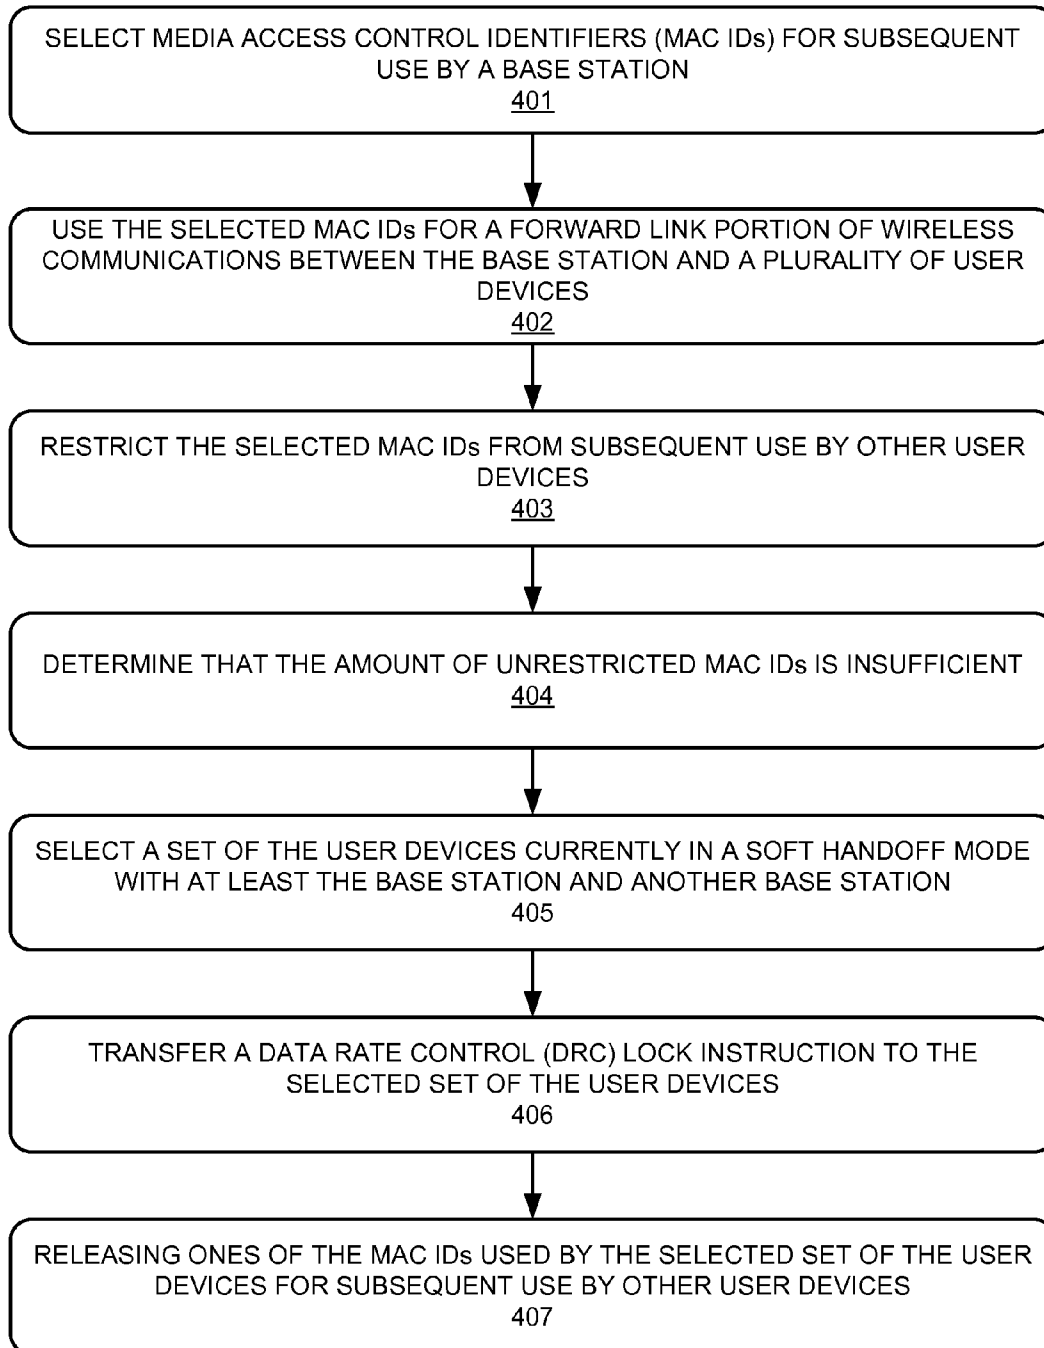 SELECT MEDIA ACCESS CONTROL IDENTIFIERS (MAC IDs) FOR SUBSEQUENT
USE BY A BASE STATION
401
USE THE SELECTED MAC IDs FOR A FORWARD LINK PORTION OF WIRELESS
COMMUNICATIONS BETWEEN THE BASE STATION AND A PLURALITY OF USER
DEVICES
402
RESTRICT THE SELECTED MAC IDs FROM SUBSEQUENT USE BY OTHER USER
DEVICES
403
DETERMINE THAT THE AMOUNT OF UNRESTRICTED MAC IDs IS INSUFFICIENT
404
SELECT A SET OF THE USER DEVICES CURRENTLY IN A SOFT HANDOFF MODE
WITH AT LEAST THE BASE STATION AND ANOTHER BASE STATION
405
TRANSFER A DATA RATE CONTROL (DRC) LOCK INSTRUCTION TO THE
SELECTED SET OF THE USER DEVICES
406
RELEASING ONES OF THE MAC IDs USED BY THE SELECTED SET OF THE USER
DEVICES FOR SUBSEQUENT USE BY OTHER USER DEVICES
407